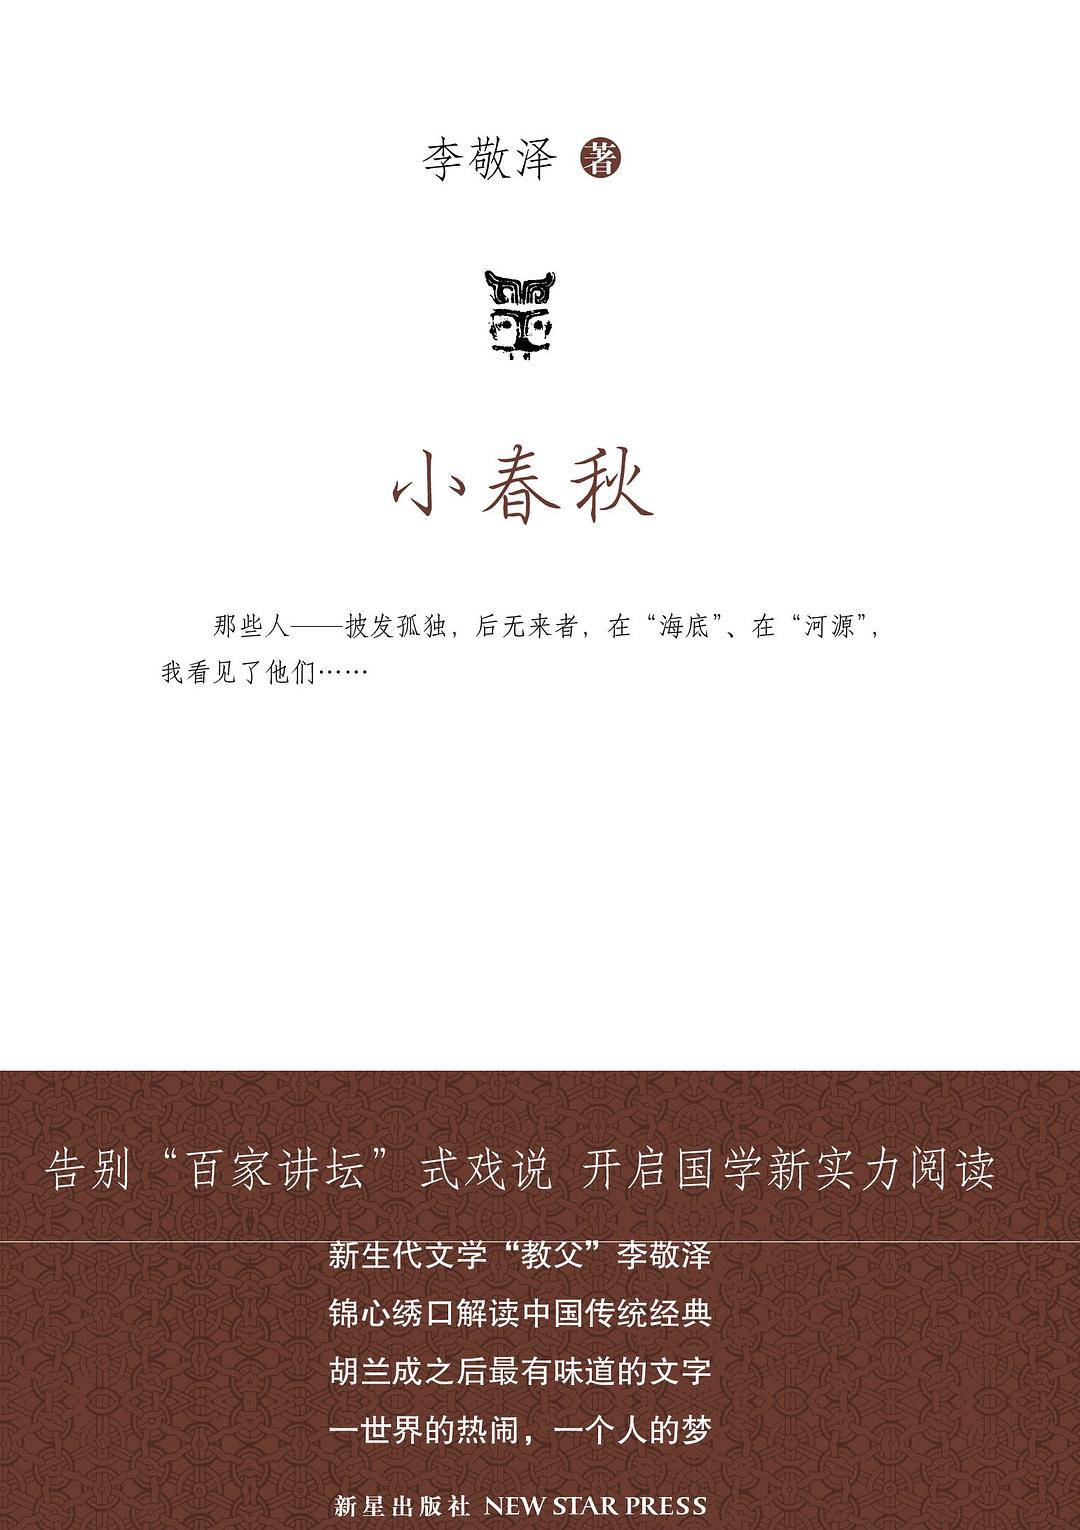 李敬泽 著
小春秋
那些人——披发孤独，后无来者，在“海底”、在“河源”，
我看见了他们……
告别“百家讲坛”式戏说 开启国学新实力阅读
新生代文学“教父”李敬泽
锦心绣口解读中国传统经典
胡兰成之后最有味道的文字
一世界的热闹，一个人的梦
新星出版社 NEW STAR PRESS